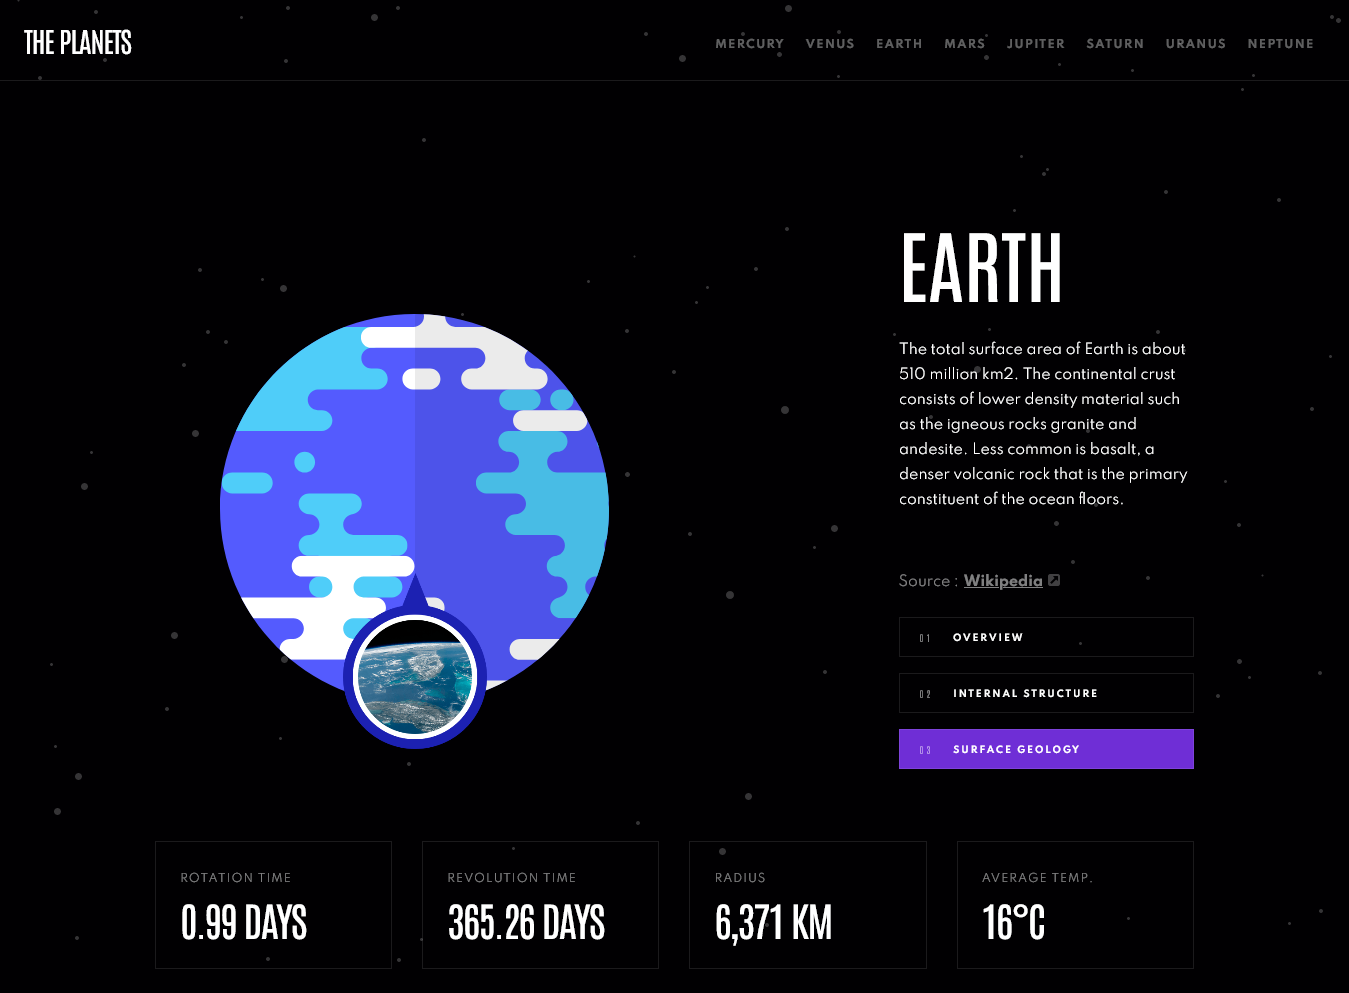 THE PLANETS
MERCURY VENUS EARTH MARS JUPITER SATURN URANUS NEPTUNE
EARTH
The total surface area of Earth is about
510 million km2. The continental crust
consists of lower density material such
as the igneous rocks granite and
andesite. Less common is basalt, a
denser volcanic rock that is the primary
constituent of the ocean floors.
Source : Wikipedia
01 OVERVIEW
02 INTERNAL STRUCTURE
03 SURFACE GEOLOGY
ROTATION TIME
0.99 DAYS
REVOLUTION TIME
365.26 DAYS
RADIUS
6,371 KM
AVERAGE TEMP.
16°C